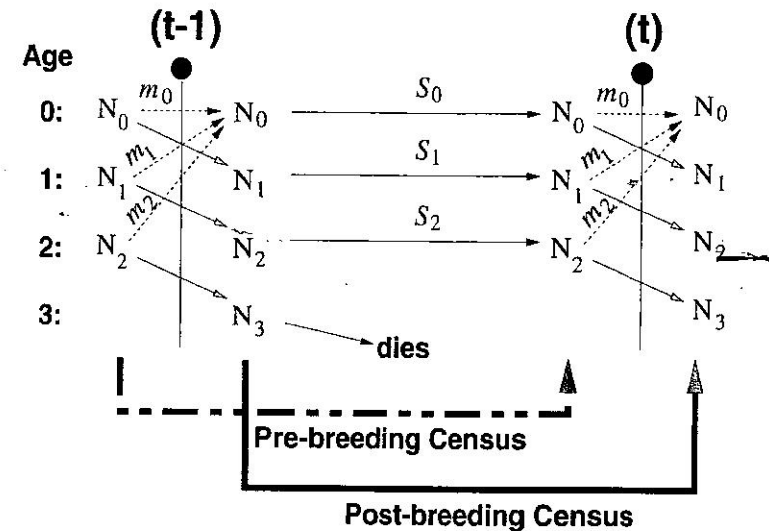 (t-1) (t)
Age
0: N₀ m₀ N₀ S₀ N₀ m₀ N₀
1: N₁ m₁ N₁ S₁ N₁ m₁ N₁
2: N₂ m₂ N₂ S₂ N₂ m₂ N₂
3: N₃ N₃
dies
Pre-breeding Census
Post-breeding Census